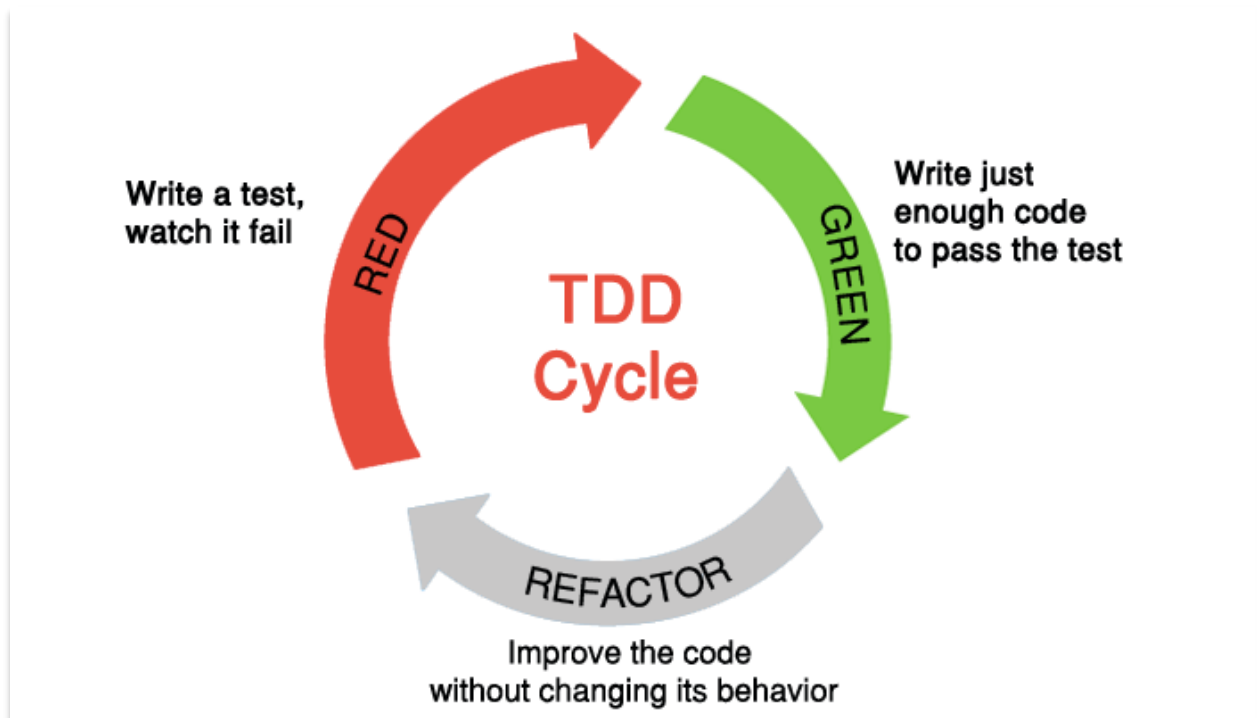 Write a test,
watch it fail
RED
TDD
Cycle
GREEN
Write just
enough code
to pass the test
REFACTOR
Improve the code
without changing its behavior